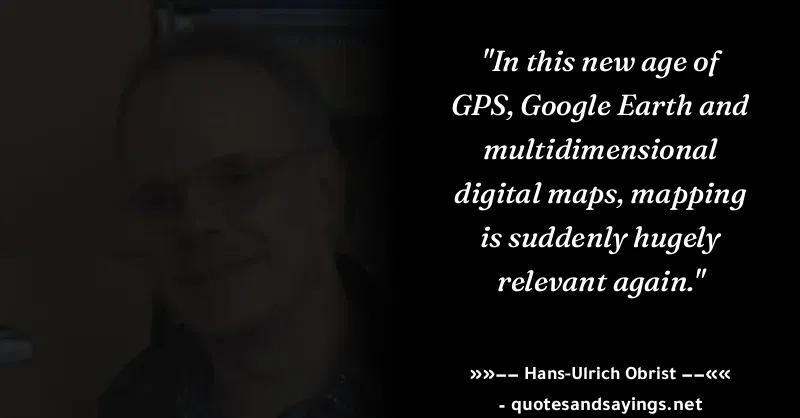 "In this new age of
GPS, Google Earth and
multidimensional
digital maps, mapping
is suddenly hugely
relevant again."
»»–– Hans-Ulrich Obrist ––««
- quotesandsayings.net